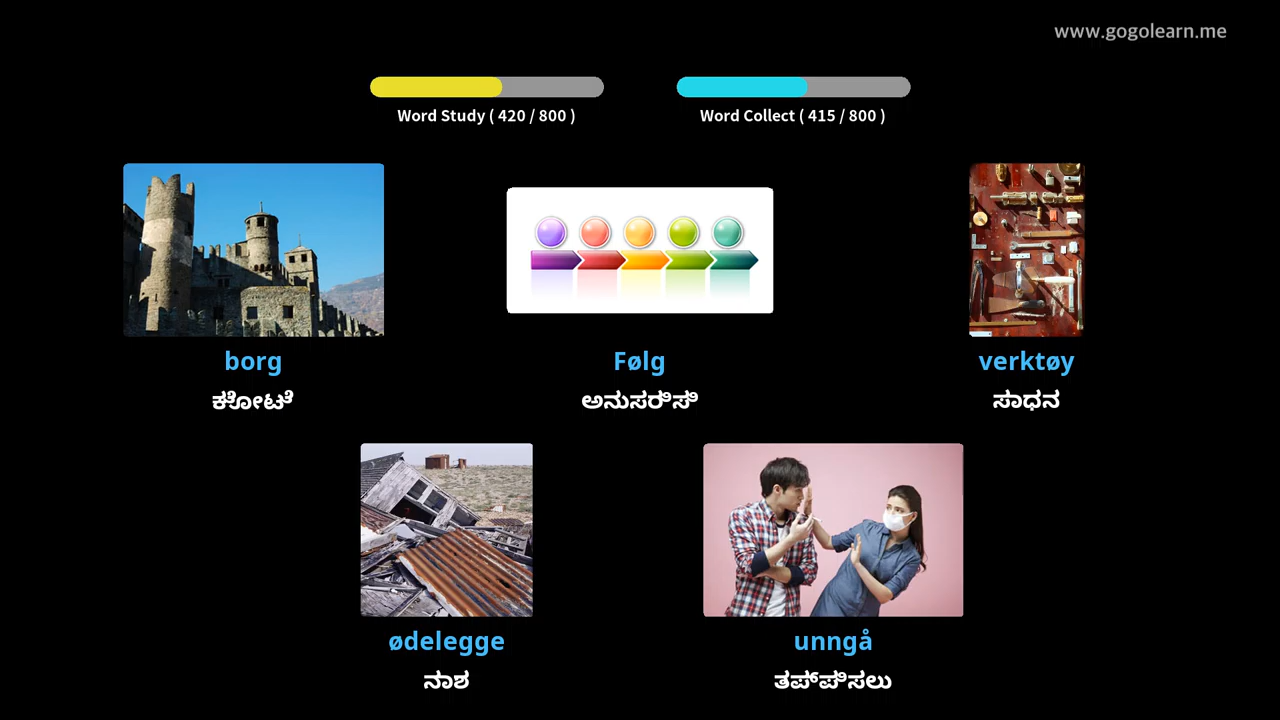 www.gogolearn.me
Word Study ( 420 / 800 )
Word Collect ( 415 / 800 )
borg
ಕೋಟೆ
Følg
ಅನುಸರಿಸಿ
verktøy
ಸಾಧನ
ødelegge
ನಾಶ
unngå
ತಪ್ಪಿಸಲು